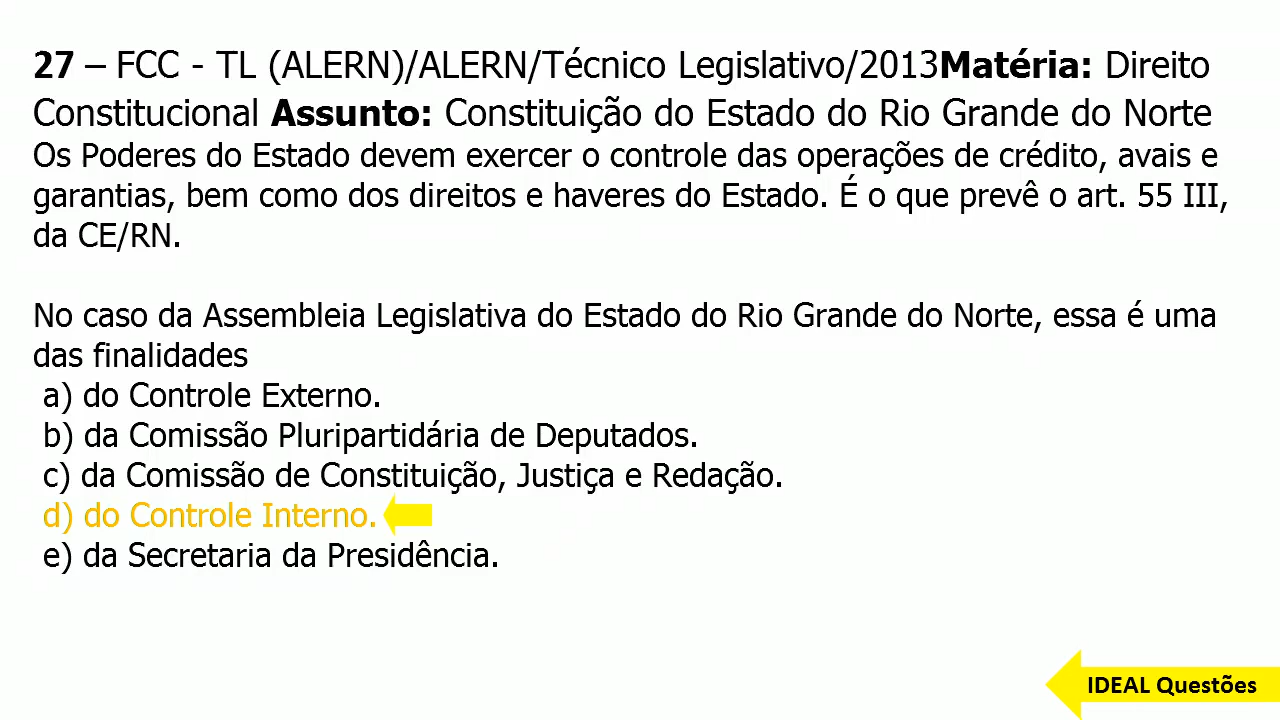 27 – FCC - TL (ALERN)/ALERN/Técnico Legislativo/2013Matéria: Direito
Constitucional Assunto: Constituição do Estado do Rio Grande do Norte
Os Poderes do Estado devem exercer o controle das operações de crédito, avais e
garantias, bem como dos direitos e haveres do Estado. É o que prevê o art. 55 III,
da CE/RN.
No caso da Assembleia Legislativa do Estado do Rio Grande do Norte, essa é uma
das finalidades
a) do Controle Externo.
b) da Comissão Pluripartidária de Deputados.
c) da Comissão de Constituição, Justiça e Redação.
d) do Controle Interno.
e) da Secretaria da Presidência.
IDEAL Questões